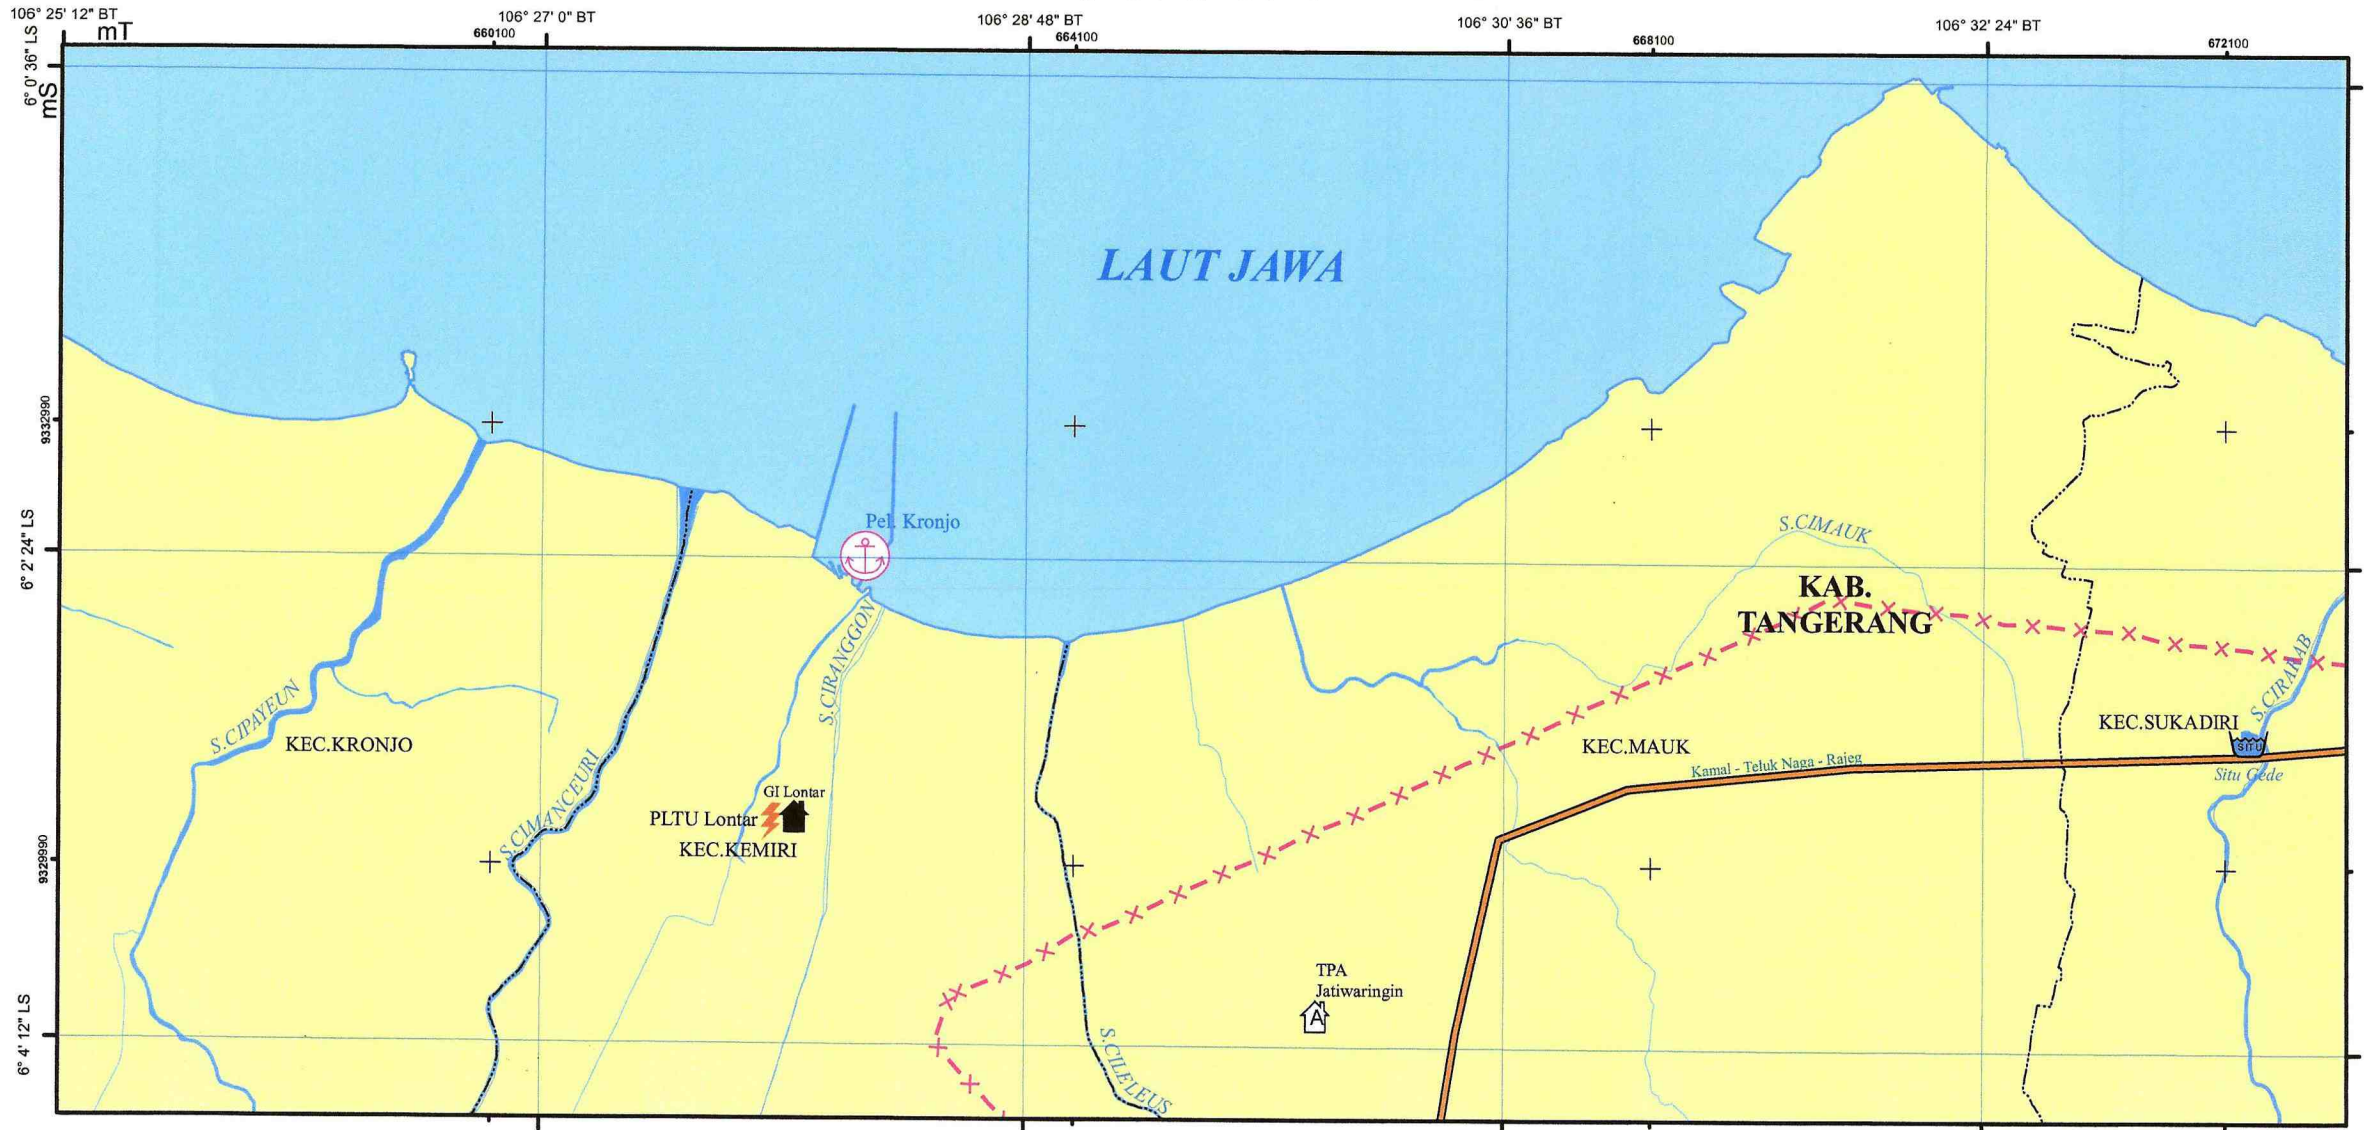 106° 25' 12" BT
106° 27' 0" BT
106° 28' 48" BT
106° 30' 36" BT
106° 32' 24" BT
mT
660100
664100
668100
672100
6° 0' 36" LS
mS
LAUT JAWA
9332990
Pel. Kronjo
S.CIMAUK
6° 2' 24" LS
KAB.
TANGERANG
S.CIRANGGON
S.CIRARAB
S.CIPAYEUN
KEC.SUKADIRI
KEC.KRONJO
KEC.MAUK
SITU
Kamal - Teluk Naga - Rajeg
Situ Gede
S.CIMANCEURI
GI Lontar
PLTU Lontar
KEC.KEMIRI
9329990
TPA
Jatiwaringin
A
6° 4' 12" LS
S.CILELEUS